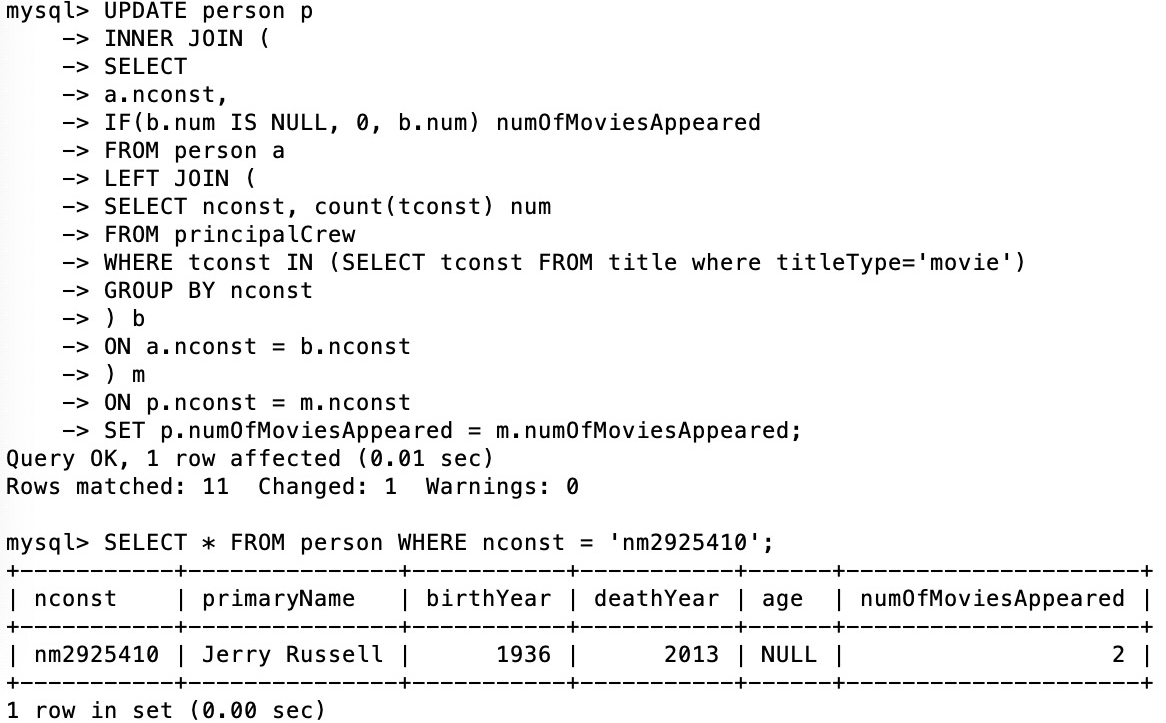 mysql> UPDATE person p
    -> INNER JOIN (
    -> SELECT
    -> a.nconst,
    -> IF(b.num IS NULL, 0, b.num) numOfMoviesAppeared
    -> FROM person a
    -> LEFT JOIN (
    -> SELECT nconst, count(tconst) num
    -> FROM principalCrew
    -> WHERE tconst IN (SELECT tconst FROM title where titleType='movie')
    -> GROUP BY nconst
    -> ) b
    -> ON a.nconst = b.nconst
    -> ) m
    -> ON p.nconst = m.nconst
    -> SET p.numOfMoviesAppeared = m.numOfMoviesAppeared;
Query OK, 1 row affected (0.01 sec)
Rows matched: 11  Changed: 1  Warnings: 0

mysql> SELECT * FROM person WHERE nconst = 'nm2925410';
+-----------+---------------+-----------+-----------+------+---------------------+
| nconst    | primaryName   | birthYear | deathYear | age  | numOfMoviesAppeared |
+-----------+---------------+-----------+-----------+------+---------------------+
| nm2925410 | Jerry Russell |      1936 |      2013 | NULL |                   2 |
+-----------+---------------+-----------+-----------+------+---------------------+
1 row in set (0.00 sec)